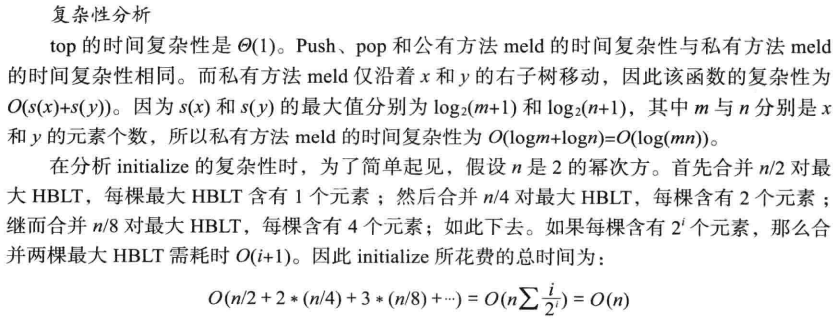 复杂性分析
top 的时间复杂性是 Θ(1)。Push、pop 和公有方法 meld 的时间复杂性与私有方法 meld
的时间复杂性相同。而私有方法 meld 仅沿着 x 和 y 的右子树移动，因此该函数的复杂性为
O(s(x)+s(y))。因为 s(x) 和 s(y) 的最大值分别为 log₂(m+1) 和 log₂(n+1)，其中 m 与 n 分别是 x
和 y 的元素个数，所以私有方法 meld 的时间复杂性为 O(logm+logn)=O(log(mn))。
在分析 initialize 的复杂性时，为了简单起见，假设 n 是 2 的幂次方。首先合并 n/2 对最
大 HBLT，每棵最大 HBLT 含有 1 个元素；然后合并 n/4 对最大 HBLT，每棵含有 2 个元素；
继而合并 n/8 对最大 HBLT，每棵含有 4 个元素；如此下去。如果每棵含有 2ⁱ 个元素，那么合
并两棵最大 HBLT 需耗时 O(i+1)。因此 initialize 所花费的总时间为：
O(n/2 + 2 * (n/4) + 3 * (n/8) + ···) = O(n∑ i/2ⁱ) = O(n)